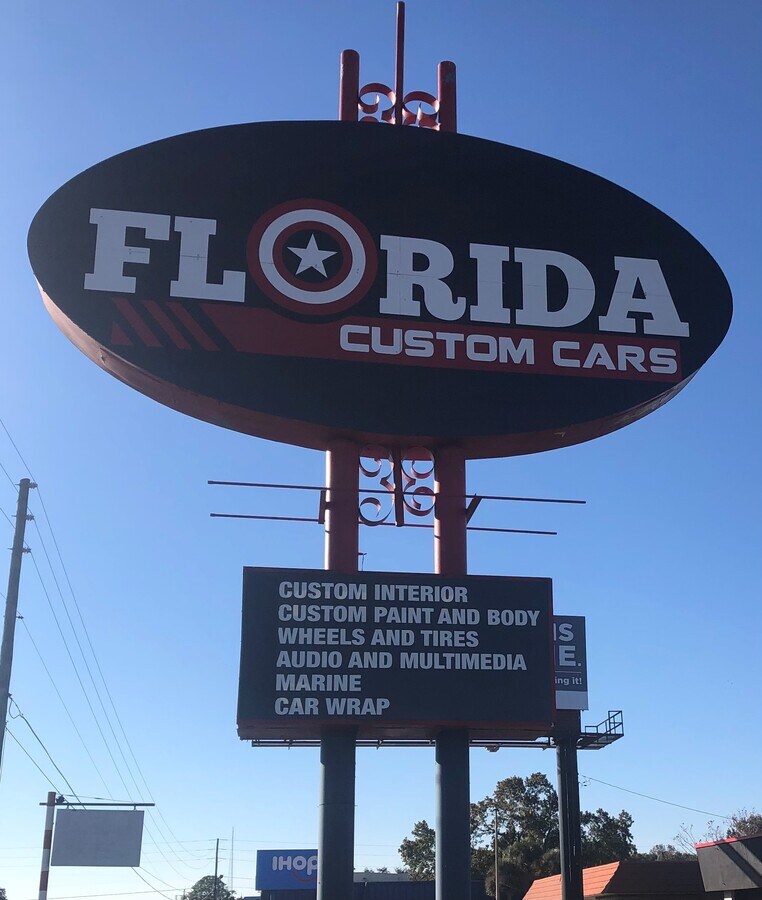 FLORIDA
CUSTOM CARS
CUSTOM INTERIOR
CUSTOM PAINT AND BODY
WHEELS AND TIRES
AUDIO AND MULTIMEDIA
MARINE
CAR WRAP
IHOP